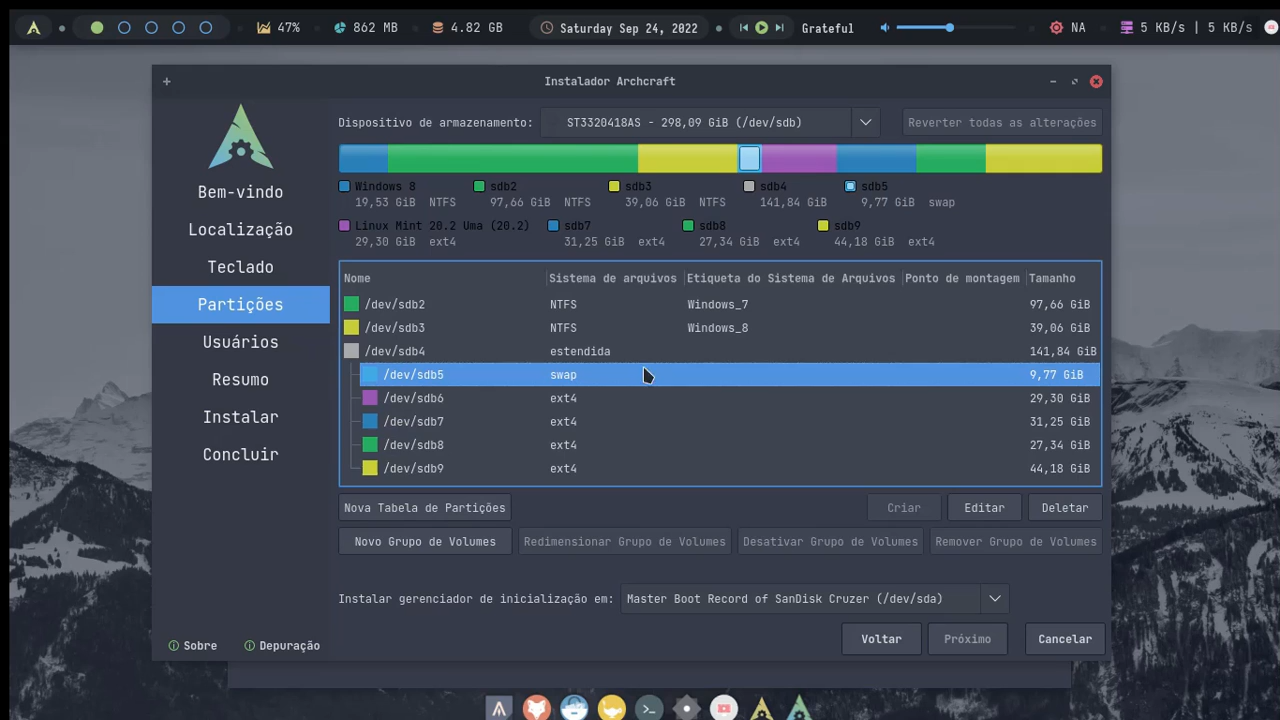 47% 862 MB 4.82 GB Saturday Sep 24, 2022 Grateful NA 5 KB/s | 5 KB/s
Instalador Archcraft
Bem-vindo
Localização
Teclado
Partições
Usuários
Resumo
Instalar
Concluir
Sobre Depuração
Dispositivo de armazenamento: ST3320418AS - 298,09 GiB (/dev/sdb) Reverter todas as alterações
Windows 8 sdb2 sdb3 sdb4 sdb5
19,53 GiB NTFS 97,66 GiB NTFS 39,06 GiB NTFS 141,84 GiB 9,77 GiB swap
Linux Mint 20.2 Uma (20.2) sdb7 sdb8 sdb9
29,30 GiB ext4 31,25 GiB ext4 27,34 GiB ext4 44,18 GiB ext4
Nome Sistema de arquivos Etiqueta do Sistema de Arquivos Ponto de montagem Tamanho
/dev/sdb2 NTFS Windows_7 97,66 GiB
/dev/sdb3 NTFS Windows_8 39,06 GiB
/dev/sdb4 estendida 141,84 GiB
/dev/sdb5 swap 9,77 GiB
/dev/sdb6 ext4 29,30 GiB
/dev/sdb7 ext4 31,25 GiB
/dev/sdb8 ext4 27,34 GiB
/dev/sdb9 ext4 44,18 GiB
Nova Tabela de Partições Criar Editar Deletar
Novo Grupo de Volumes Redimensionar Grupo de Volumes Desativar Grupo de Volumes Remover Grupo de Volumes
Instalar gerenciador de inicialização em: Master Boot Record of SanDisk Cruzer (/dev/sda)
Voltar Próximo Cancelar